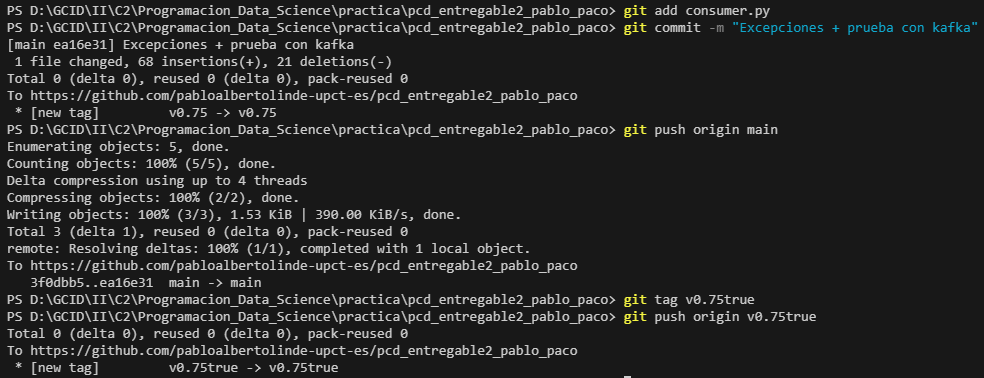 PS D:\GCID\II\C2\Programacion_Data_Science\practica\pcd_entregable2_pablo_paco> git add consumer.py
PS D:\GCID\II\C2\Programacion_Data_Science\practica\pcd_entregable2_pablo_paco> git commit -m "Excepciones + prueba con kafka"
[main ea16e31] Excepciones + prueba con kafka
 1 file changed, 68 insertions(+), 21 deletions(-)
Total 0 (delta 0), reused 0 (delta 0), pack-reused 0
To https://github.com/pabloalbertolinde-upct-es/pcd_entregable2_pablo_paco
 * [new tag]         v0.75 -> v0.75
PS D:\GCID\II\C2\Programacion_Data_Science\practica\pcd_entregable2_pablo_paco> git push origin main
Enumerating objects: 5, done.
Counting objects: 100% (5/5), done.
Delta compression using up to 4 threads
Compressing objects: 100% (2/2), done.
Writing objects: 100% (3/3), 1.53 KiB | 390.00 KiB/s, done.
Total 3 (delta 1), reused 0 (delta 0), pack-reused 0
remote: Resolving deltas: 100% (1/1), completed with 1 local object.
To https://github.com/pabloalbertolinde-upct-es/pcd_entregable2_pablo_paco
   3f0dbb5..ea16e31  main -> main
PS D:\GCID\II\C2\Programacion_Data_Science\practica\pcd_entregable2_pablo_paco> git tag v0.75true
PS D:\GCID\II\C2\Programacion_Data_Science\practica\pcd_entregable2_pablo_paco> git push origin v0.75true
Total 0 (delta 0), reused 0 (delta 0), pack-reused 0
To https://github.com/pabloalbertolinde-upct-es/pcd_entregable2_pablo_paco
 * [new tag]         v0.75true -> v0.75true